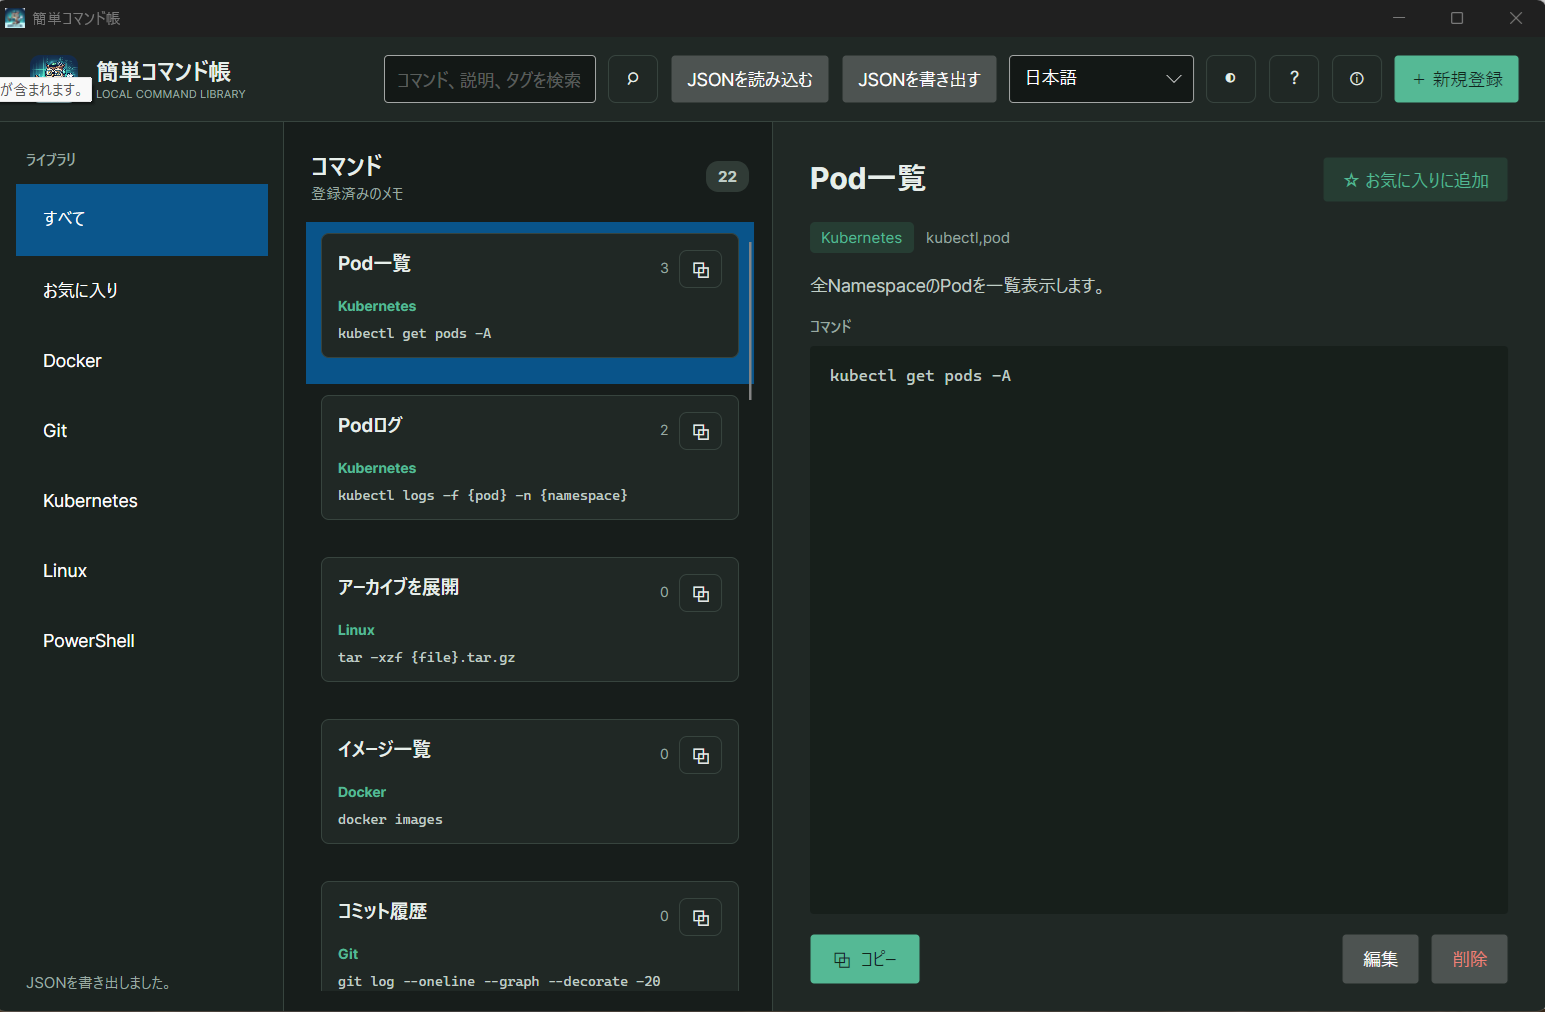 簡単コマンド帳
簡単コマンド帳
LOCAL COMMAND LIBRARY
が含まれます。
コマンド、説明、タグを検索
JSONを読み込む
JSONを書き出す
日本語
?
+ 新規登録
ライブラリ
すべて
お気に入り
Docker
Git
Kubernetes
Linux
PowerShell
JSONを書き出しました。
コマンド
登録済みのメモ
22
Pod一覧
3
Kubernetes
kubectl get pods -A
Podログ
2
Kubernetes
kubectl logs -f {pod} -n {namespace}
アーカイブを展開
0
Linux
tar -xzf {file}.tar.gz
イメージ一覧
0
Docker
docker images
コミット履歴
0
Git
git log --oneline --graph --decorate -20
Pod一覧
☆ お気に入りに追加
Kubernetes kubectl,pod
全NamespaceのPodを一覧表示します。
コマンド
kubectl get pods -A
コピー
編集
削除